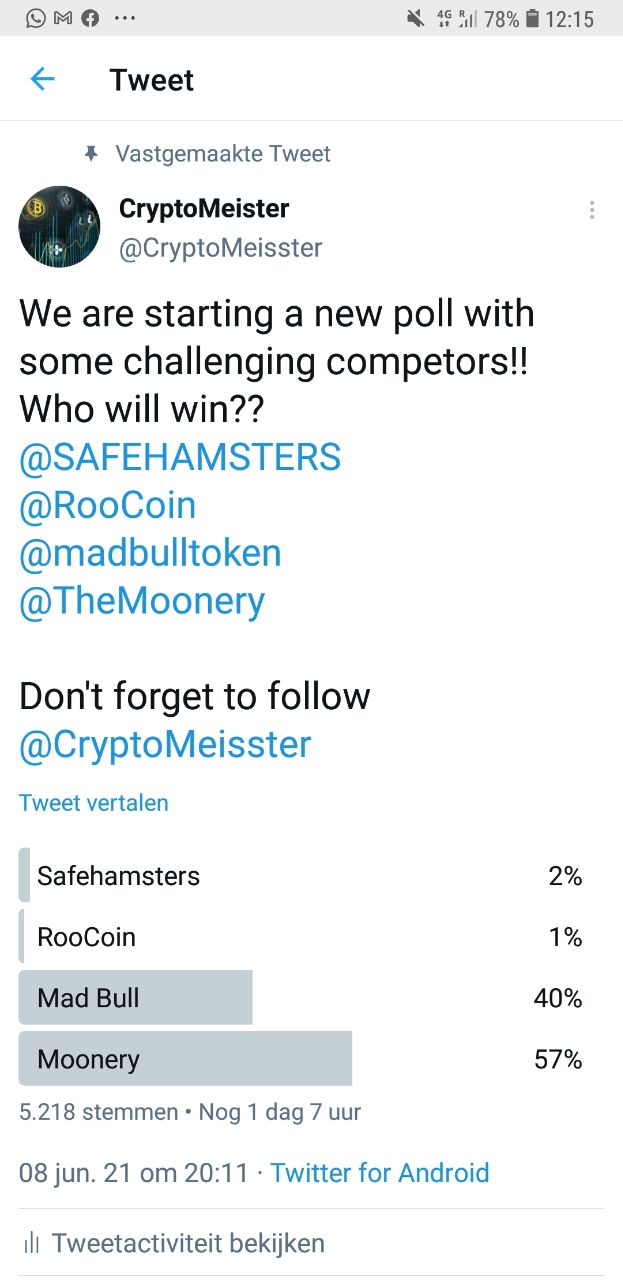 4G R 78% 12:15
Tweet
Vastgemaakte Tweet
CryptoMeister
@CryptoMeisster
We are starting a new poll with
some challenging competors!!
Who will win??
@SAFEHAMSTERS
@RooCoin
@madbulltoken
@TheMoonery
Don't forget to follow
@CryptoMeisster
Tweet vertalen
Safehamsters 2%
RooCoin 1%
Mad Bull 40%
Moonery 57%
5.218 stemmen • Nog 1 dag 7 uur
08 jun. 21 om 20:11 · Twitter for Android
Tweetactiviteit bekijken